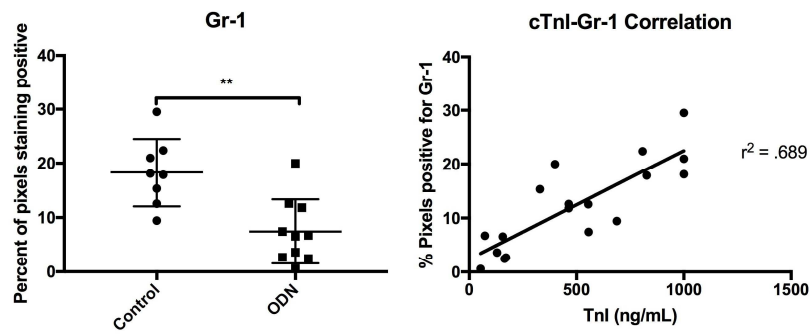 Gr-1
Percent of pixels staining positive
40
30
20
10
0
**
Control
ODN
cTnI-Gr-1 Correlation
% Pixels positive for Gr-1
40
30
20
10
0
r² = .689
0
500
1000
1500
TnI (ng/mL)